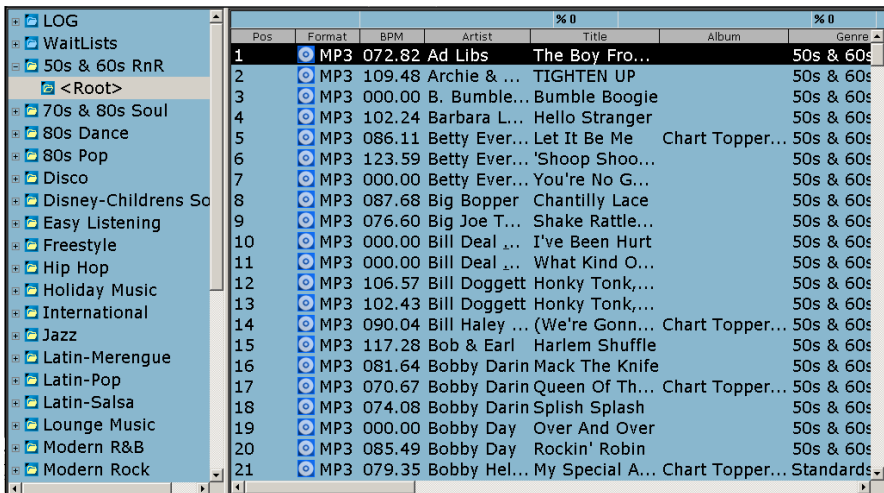 LOG
WaitLists
50s & 60s RnR
<Root>
70s & 80s Soul
80s Dance
80s Pop
Disco
Disney-Childrens So
Easy Listening
Freestyle
Hip Hop
Holiday Music
International
Jazz
Latin-Merengue
Latin-Pop
Latin-Salsa
Lounge Music
Modern R&B
Modern Rock
% 0 % 0
Pos Format BPM Artist Title Album Genre
1 MP3 072.82 Ad Libs The Boy Fro... 50s & 60s
2 MP3 109.48 Archie & ... TIGHTEN UP 50s & 60s
3 MP3 000.00 B. Bumble... Bumble Boogie 50s & 60s
4 MP3 102.24 Barbara L... Hello Stranger 50s & 60s
5 MP3 086.11 Betty Ever... Let It Be Me Chart Topper... 50s & 60s
6 MP3 123.59 Betty Ever... 'Shoop Shoo... 50s & 60s
7 MP3 000.00 Betty Ever... You're No G... 50s & 60s
8 MP3 087.68 Big Bopper Chantilly Lace 50s & 60s
9 MP3 076.60 Big Joe T... Shake Rattle... 50s & 60s
10 MP3 000.00 Bill Deal ... I've Been Hurt 50s & 60s
11 MP3 000.00 Bill Deal ... What Kind O... 50s & 60s
12 MP3 106.57 Bill Doggett Honky Tonk,... 50s & 60s
13 MP3 102.43 Bill Doggett Honky Tonk,... 50s & 60s
14 MP3 090.04 Bill Haley ... (We're Gonn... Chart Topper... 50s & 60s
15 MP3 117.28 Bob & Earl Harlem Shuffle 50s & 60s
16 MP3 081.64 Bobby Darin Mack The Knife 50s & 60s
17 MP3 070.67 Bobby Darin Queen Of Th... Chart Topper... 50s & 60s
18 MP3 074.08 Bobby Darin Splish Splash 50s & 60s
19 MP3 000.00 Bobby Day Over And Over 50s & 60s
20 MP3 085.49 Bobby Day Rockin' Robin 50s & 60s
21 MP3 079.35 Bobby Hel... My Special A... Chart Topper... Standards